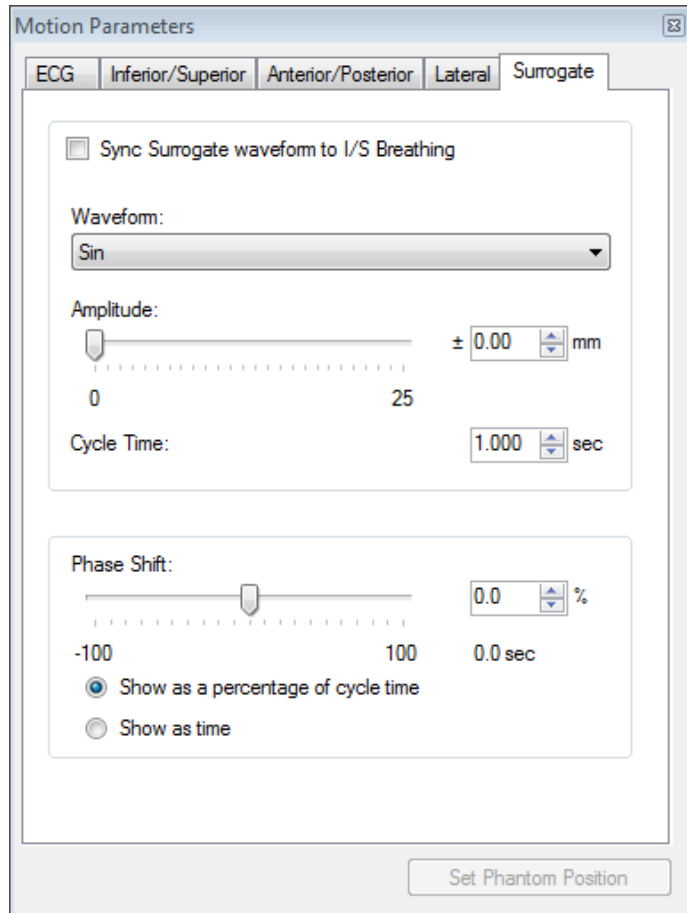 Motion Parameters
ECG Inferior/Superior Anterior/Posterior Lateral Surrogate
Sync Surrogate waveform to I/S Breathing
Waveform:
Sin
Amplitude:
± 0.00 mm
0 25
Cycle Time: 1.000 sec
Phase Shift:
0.0 %
-100 100 0.0 sec
Show as a percentage of cycle time
Show as time
Set Phantom Position